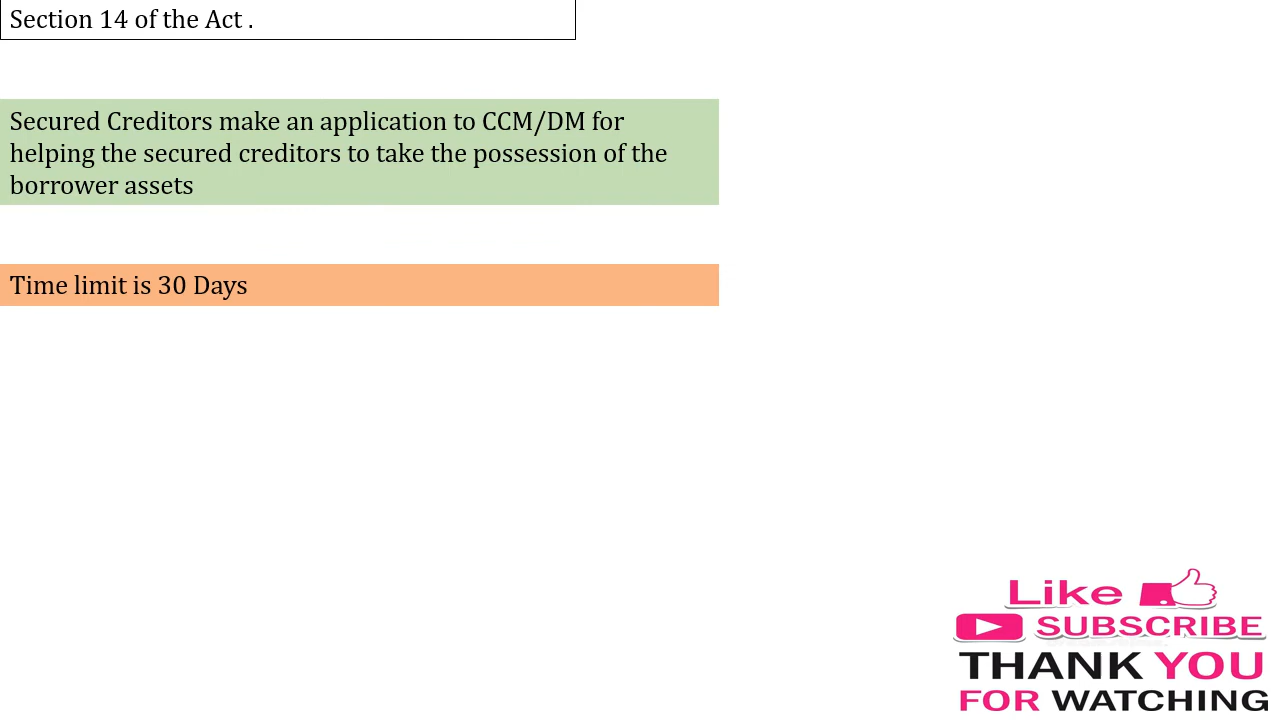 Section 14 of the Act .
Secured Creditors make an application to CCM/DM for
helping the secured creditors to take the possession of the
borrower assets
Time limit is 30 Days
Like
SUBSCRIBE
THANK YOU
FOR WATCHING